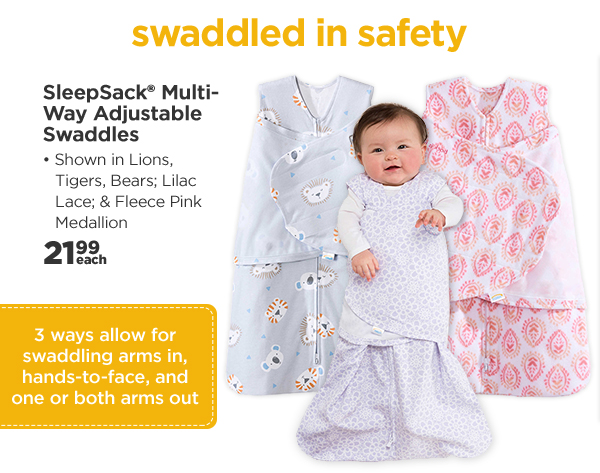 swaddled in safety
SleepSack® Multi-
Way Adjustable
Swaddles
• Shown in Lions,
Tigers, Bears; Lilac
Lace; & Fleece Pink
Medallion
21.99 each
3 ways allow for
swaddling arms in,
hands-to-face, and
one or both arms out